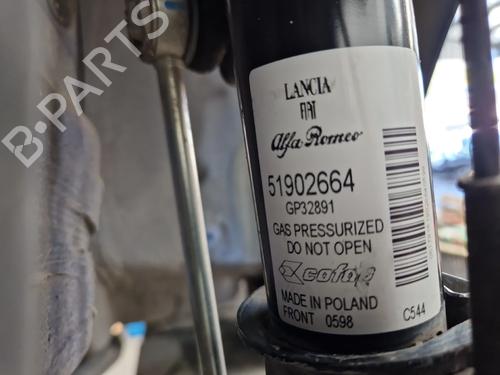 B-PARTS
LANCIA
FIAT
Alfa Romeo
51902664
GP32891
GAS PRESSURIZED
DO NOT OPEN
cofap
MADE IN POLAND
FRONT 0598
C544